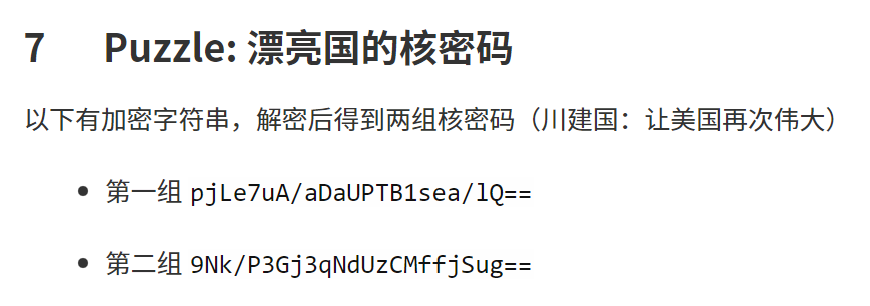 7 Puzzle: 漂亮国的核密码
以下有加密字符串，解密后得到两组核密码（川建国：让美国再次伟大）
• 第一组 pjLe7uA/aDaUPTB1sea/lQ==
• 第二组 9Nk/P3Gj3qNdUzCMffjSug==